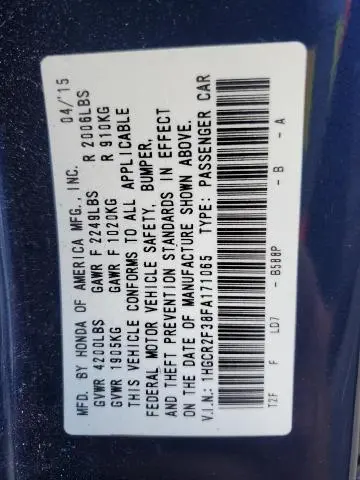 MFD. BY HONDA OF AMERICA MFG., INC. 04/'15
GVWR 4200LBS GAWR F 2249LBS R 2006LBS
GVWR 1905KG GAWR F 1020KG R 910KG
THIS VEHICLE CONFORMS TO ALL APPLICABLE
FEDERAL MOTOR VEHICLE SAFETY, BUMPER,
AND THEFT PREVENTION STANDARDS IN EFFECT
ON THE DATE OF MANUFACTURE SHOWN ABOVE.
V.I.N.: 1HGCR2F38FA171065 TYPE: PASSENGER CAR
T2F F LD7 - B588P - B - A